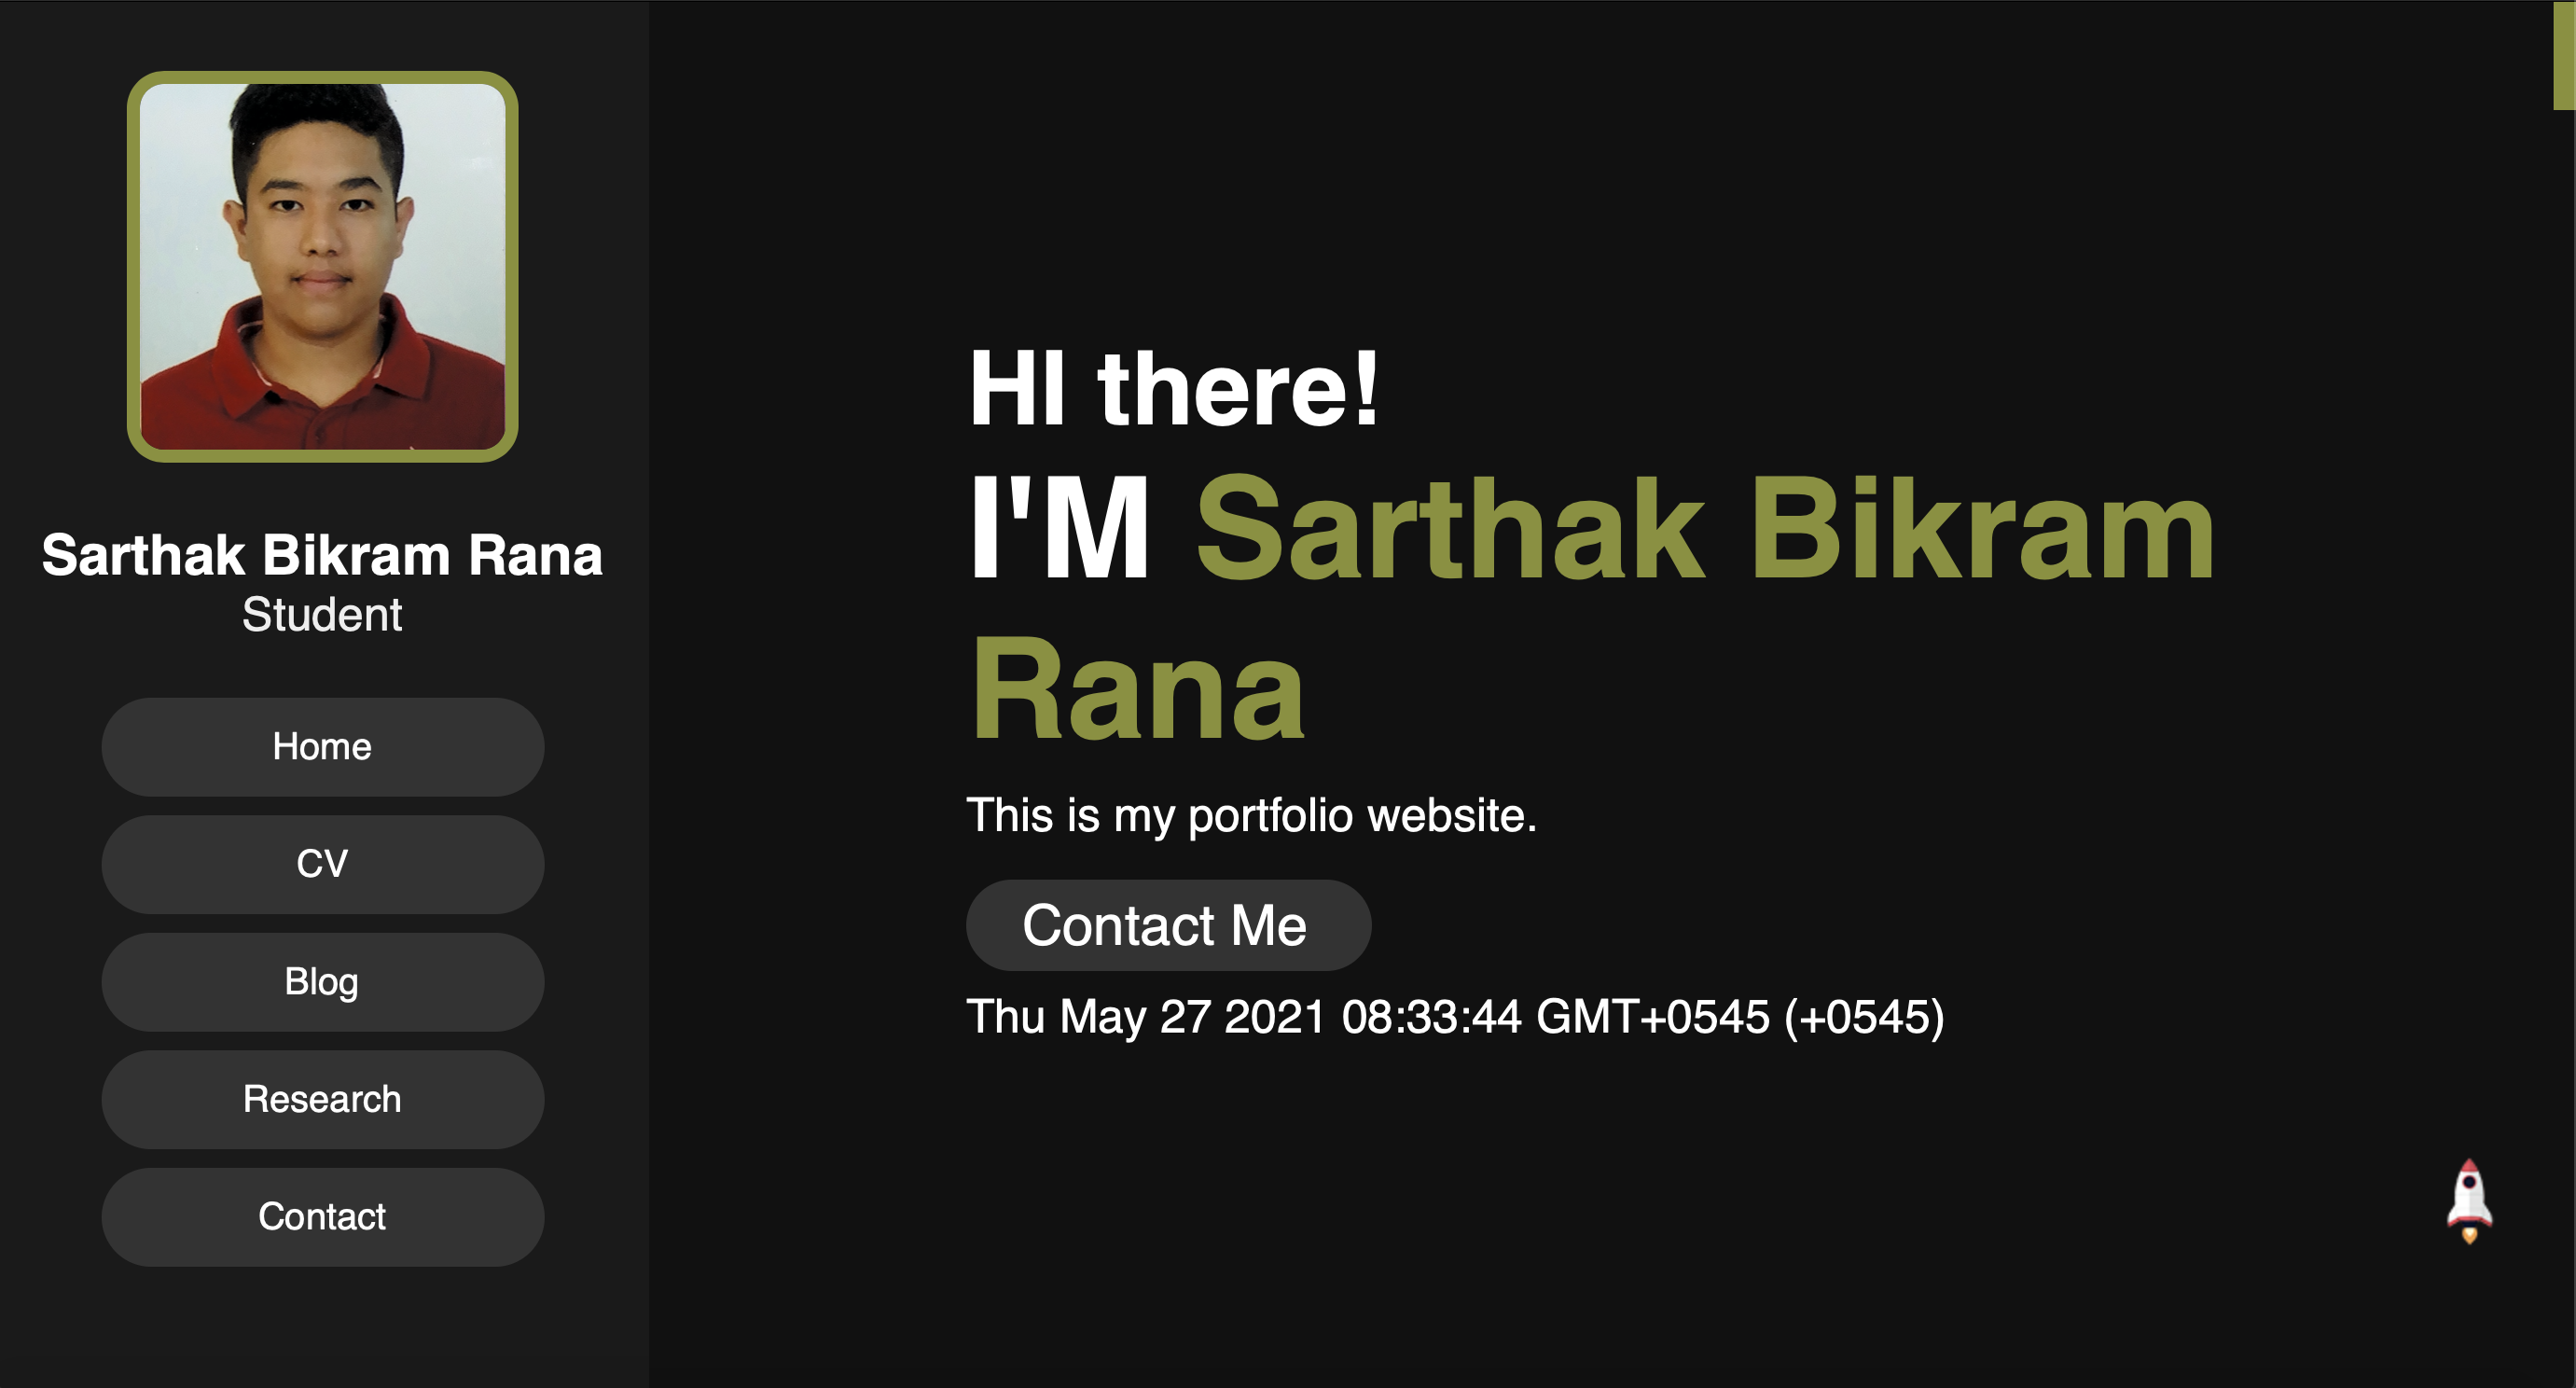 Sarthak Bikram Rana
Student
Home
CV
Blog
Research
Contact
HI there!
I'M Sarthak Bikram
Rana
This is my portfolio website.
Contact Me
Thu May 27 2021 08:33:44 GMT+0545 (+0545)